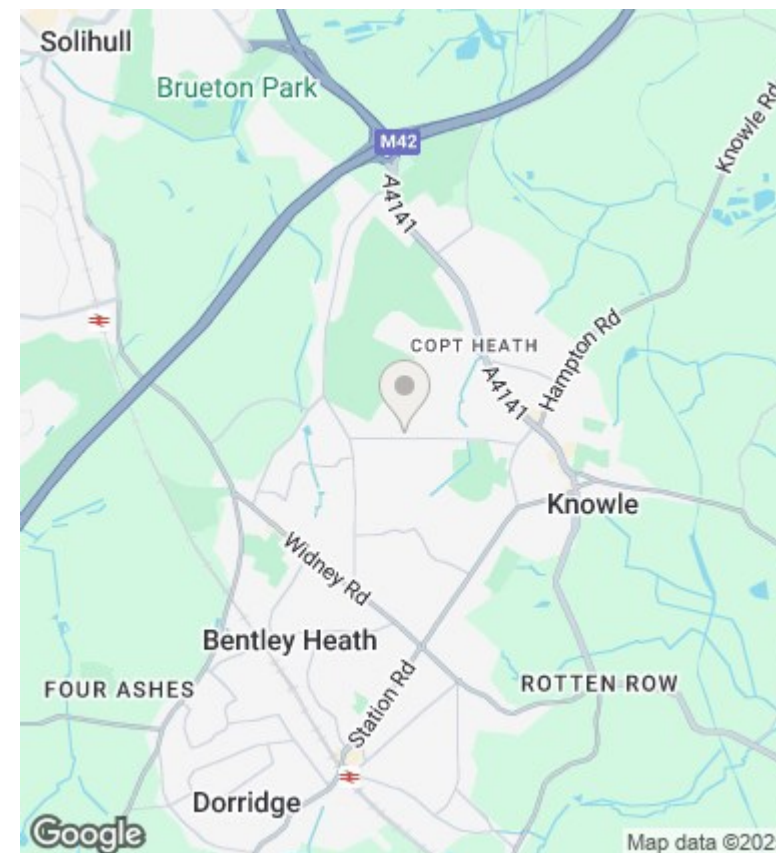 Solihull
Brueton Park
M42
A4141
Knowle Rd
COPT HEATH
Hampton Rd
A4141
Knowle
Widney Rd
Bentley Heath
FOUR ASHES
ROTTEN ROW
Station Rd
Dorridge
Google
Map data ©202